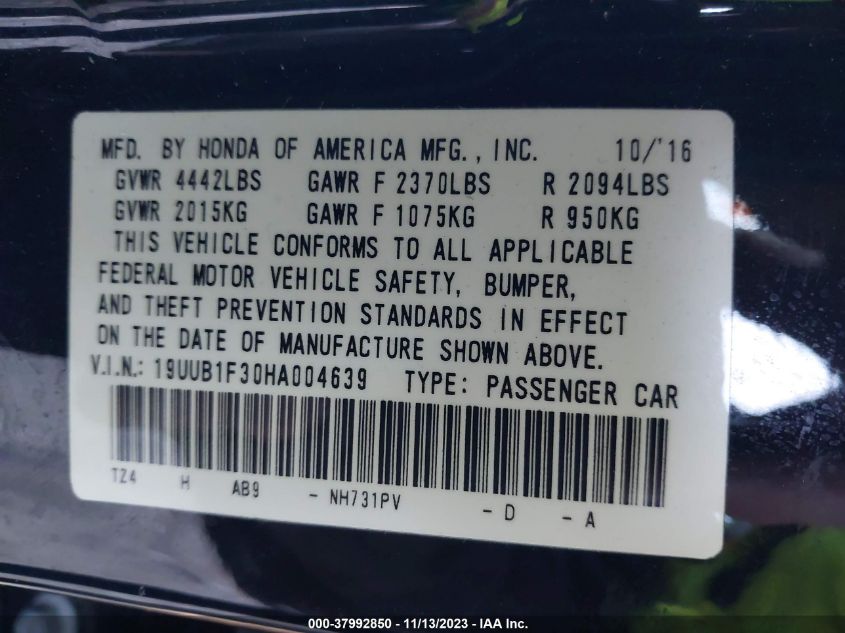 MFD. BY HONDA OF AMERICA MFG., INC. 10/'16
GVWR 4442LBS GAWR F 2370LBS R 2094LBS
GVWR 2015KG GAWR F 1075KG R 950KG
THIS VEHICLE CONFORMS TO ALL APPLICABLE
FEDERAL MOTOR VEHICLE SAFETY, BUMPER,
AND THEFT PREVENTION STANDARDS IN EFFECT
ON THE DATE OF MANUFACTURE SHOWN ABOVE.
V.I.N.: 19UUB1F30HA004639 TYPE: PASSENGER CAR
TZ4 H AB9 - NH731PV - D - A
000-37992850 - 11/13/2023 - IAA Inc.